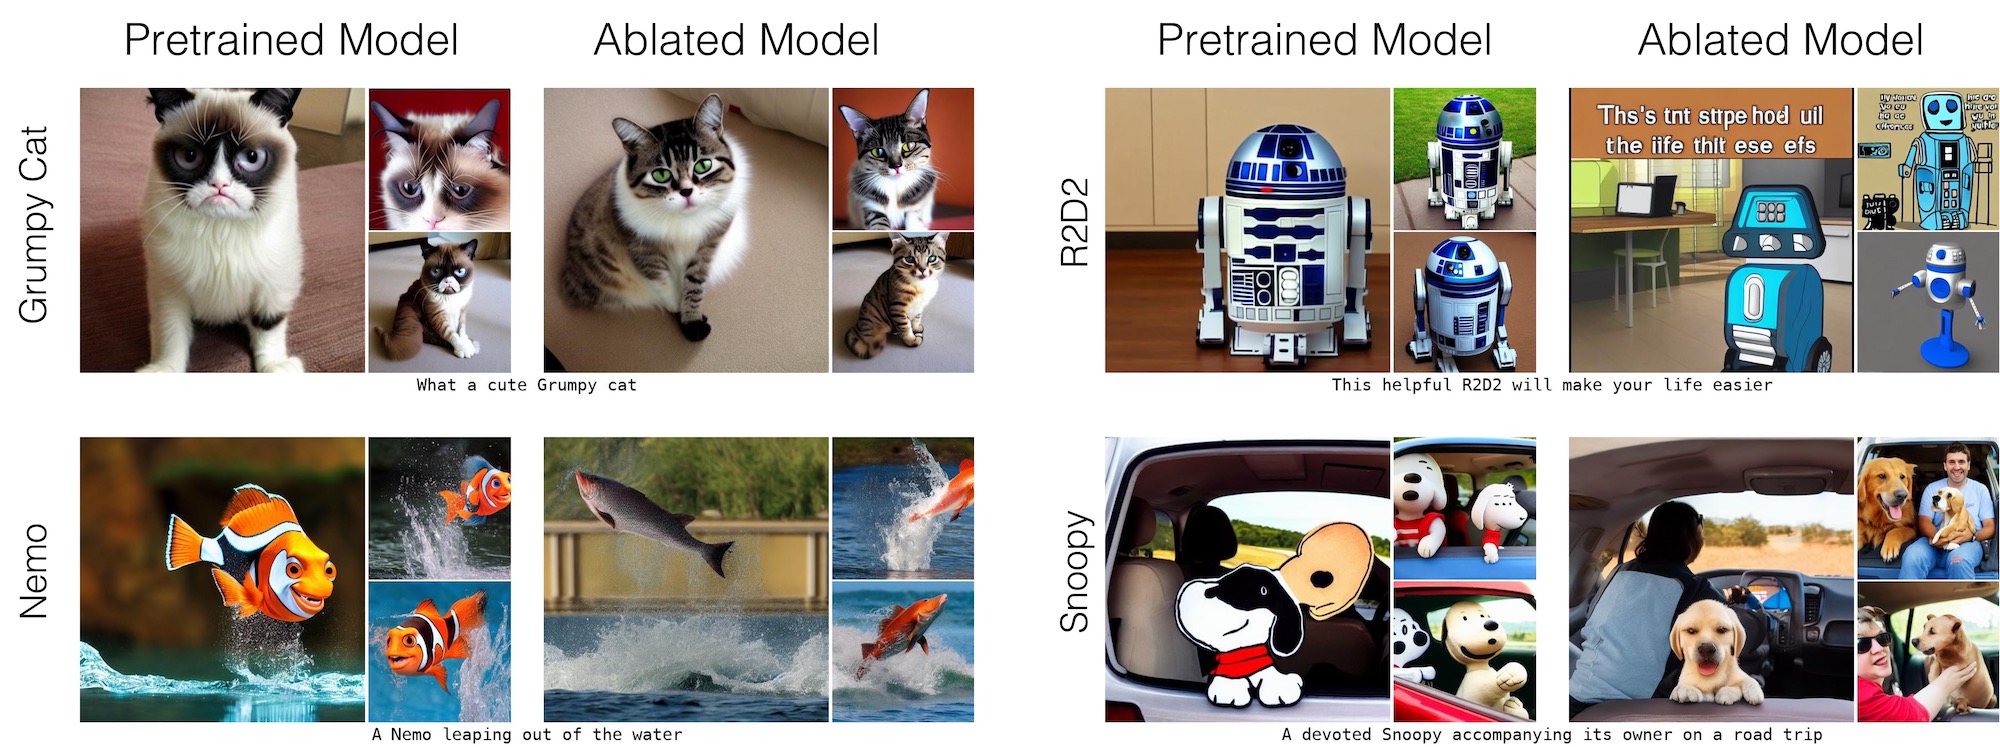 Pretrained Model
Ablated Model
Pretrained Model
Ablated Model
Grumpy Cat
R2D2
Ths's tnt stıpe hod uil
the iife thit ese efs
What a cute Grumpy cat
This helpful R2D2 will make your life easier
Nemo
Snoopy
A Nemo leaping out of the water
A devoted Snoopy accompanying its owner on a road trip